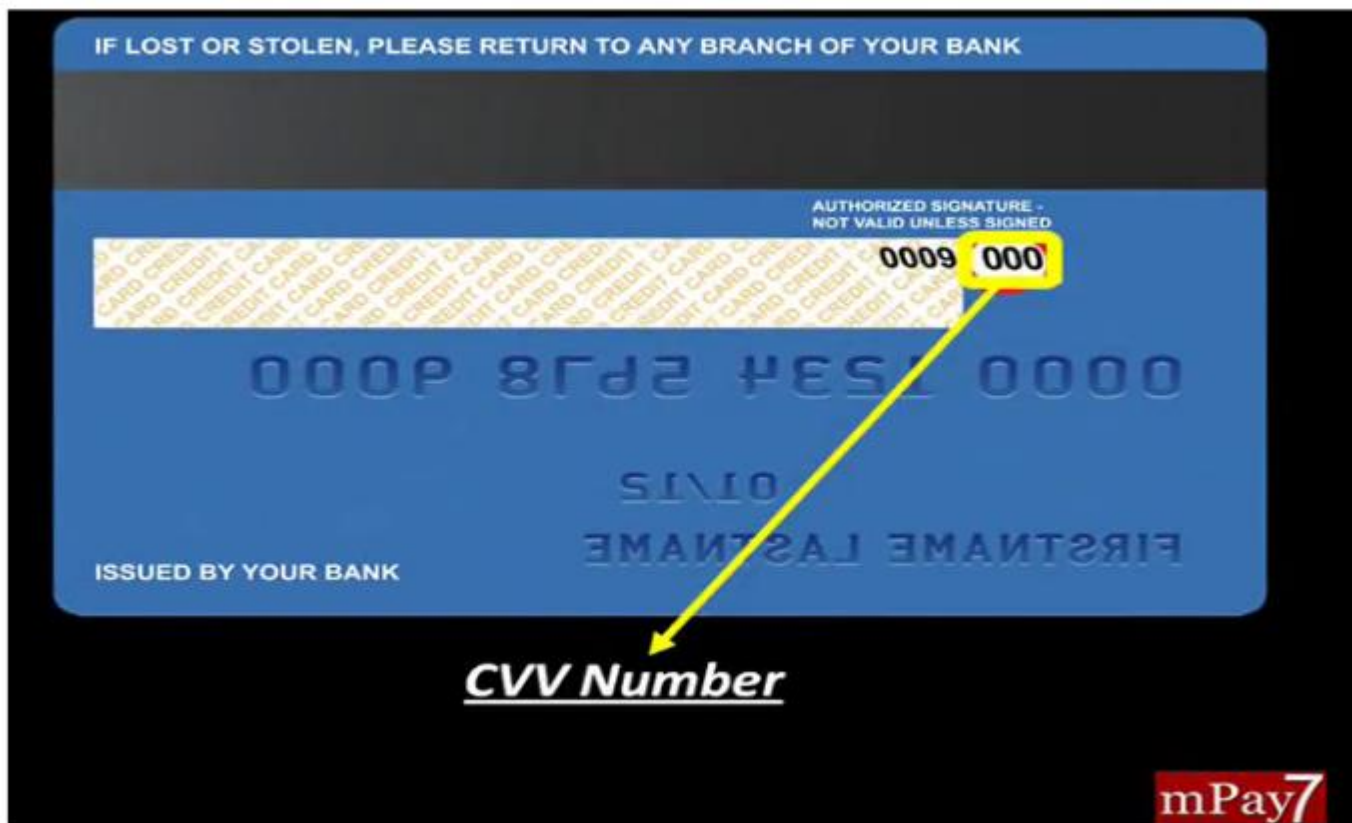 IF LOST OR STOLEN, PLEASE RETURN TO ANY BRANCH OF YOUR BANK
AUTHORIZED SIGNATURE -
NOT VALID UNLESS SIGNED
0009 000
0000 1234 5678 9000
01/12
FIRSTNAME LASTNAME
ISSUED BY YOUR BANK
CVV Number
mPay7